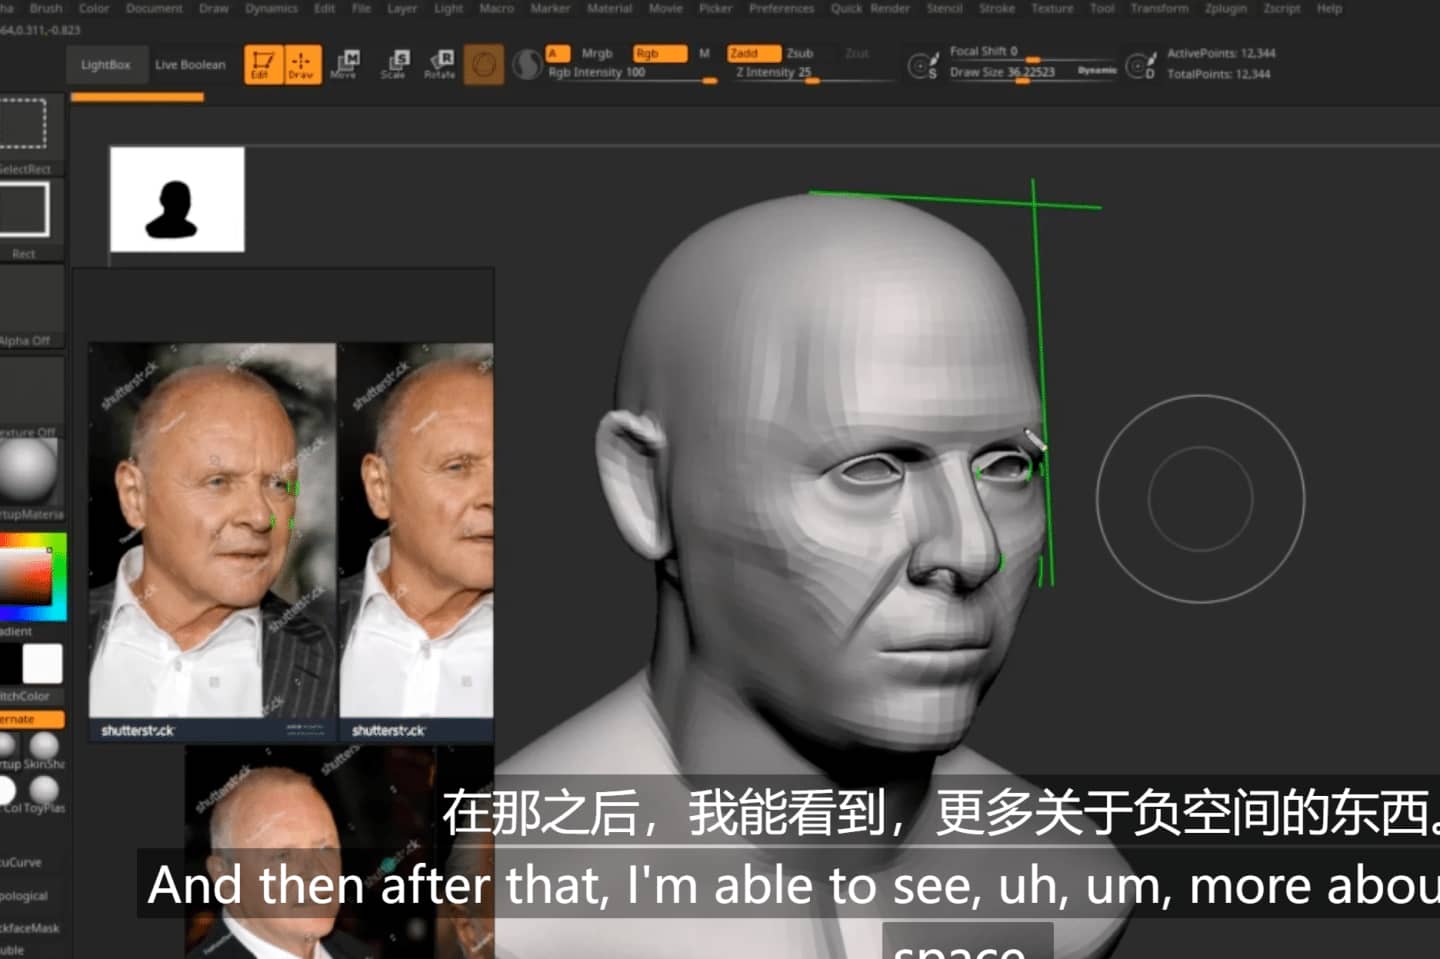 Brush Color Document Draw Dynamics Edit File Layer Light Macro Marker Material Movie Picker Preferences Quick Render Stencil Stroke Texture Tool Transform Zplugin Zscript Help
64,0.311,-0.823
LightBox
Live Boolean
Edit
Draw
Move
Scale
Rotate
A
Mrgb
Rgb
M
Zadd
Zsub
Zcut
Rgb Intensity 100
Z Intensity 25
S
Focal Shift 0
Draw Size 36.22523
Dynamic
D
ActivePoints: 12,344
TotalPoints: 12,344
SelectRect
Rect
Alpha Off
exture Off
rtupMateria
adient
itchColor
ernate
rtup SkinSha
Col ToyPlas
cuCurve
pological
ckfaceMask
uble
shutterstock
shutterstock
shutterstock
shutterstock
在那之后，我能看到，更多关于负空间的东西。
And then after that, I'm able to see, uh, um, more abou
space